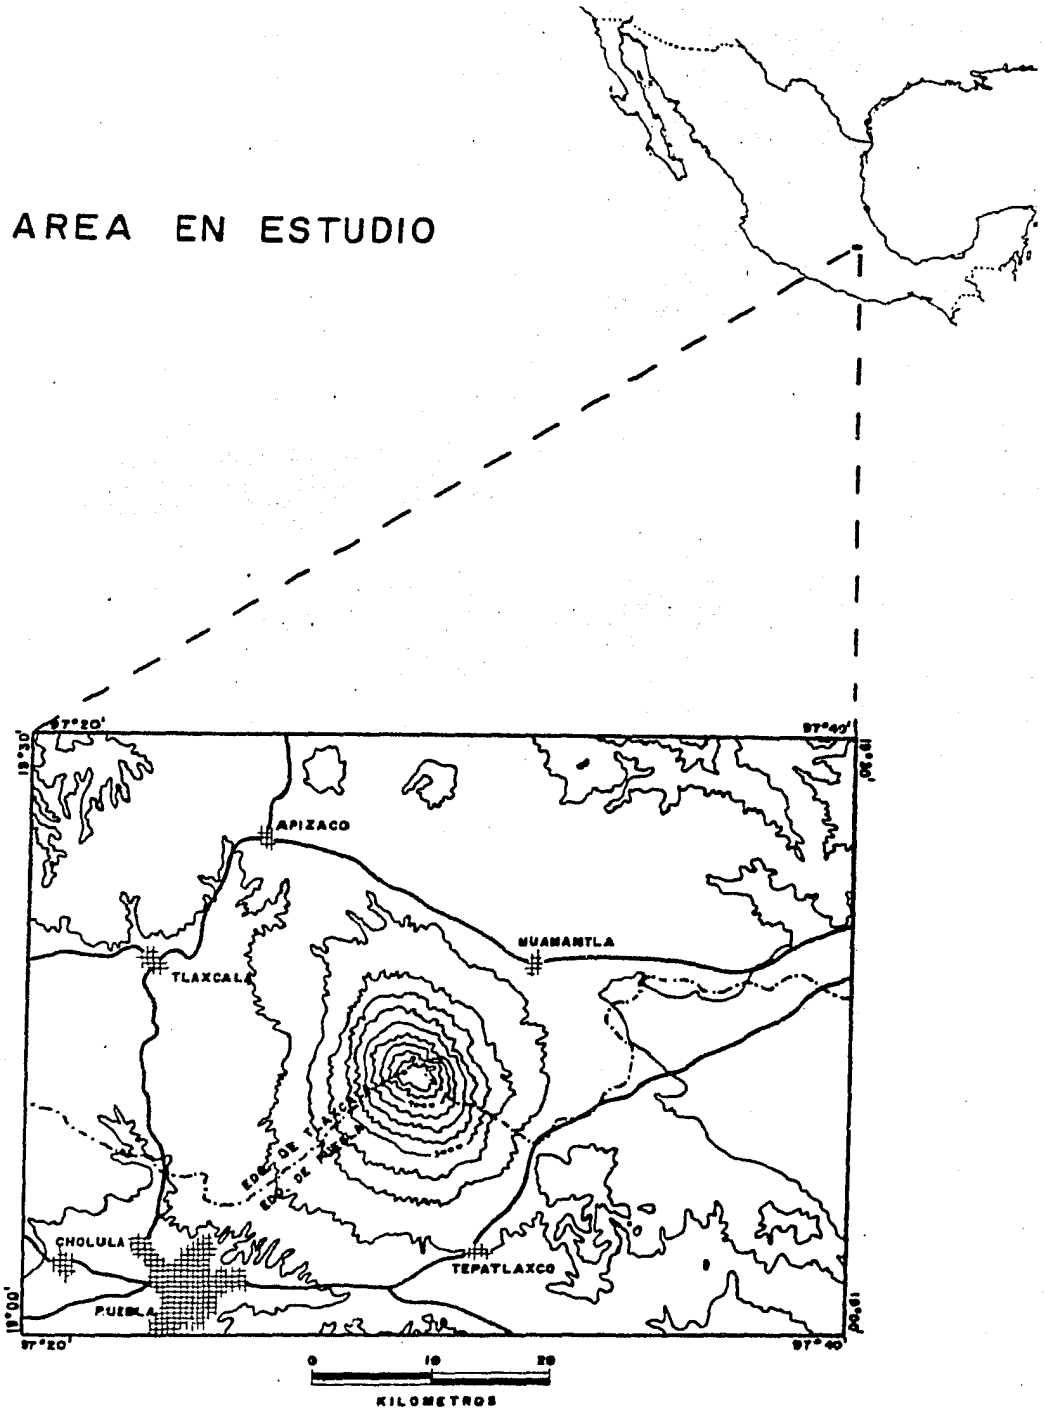 AREA EN ESTUDIO
97°20'
97°40'
19°30'
19°30'
APIZACO
HUAMANTLA
TLAXCALA
EDO. DE TLAXCALA
EDO. DE PUEBLA
3000
CHOLULA
TEPATLAXCO
PUEBLA
19°00'
19°00'
97°20'
97°40'
0 10 20
KILOMETROS